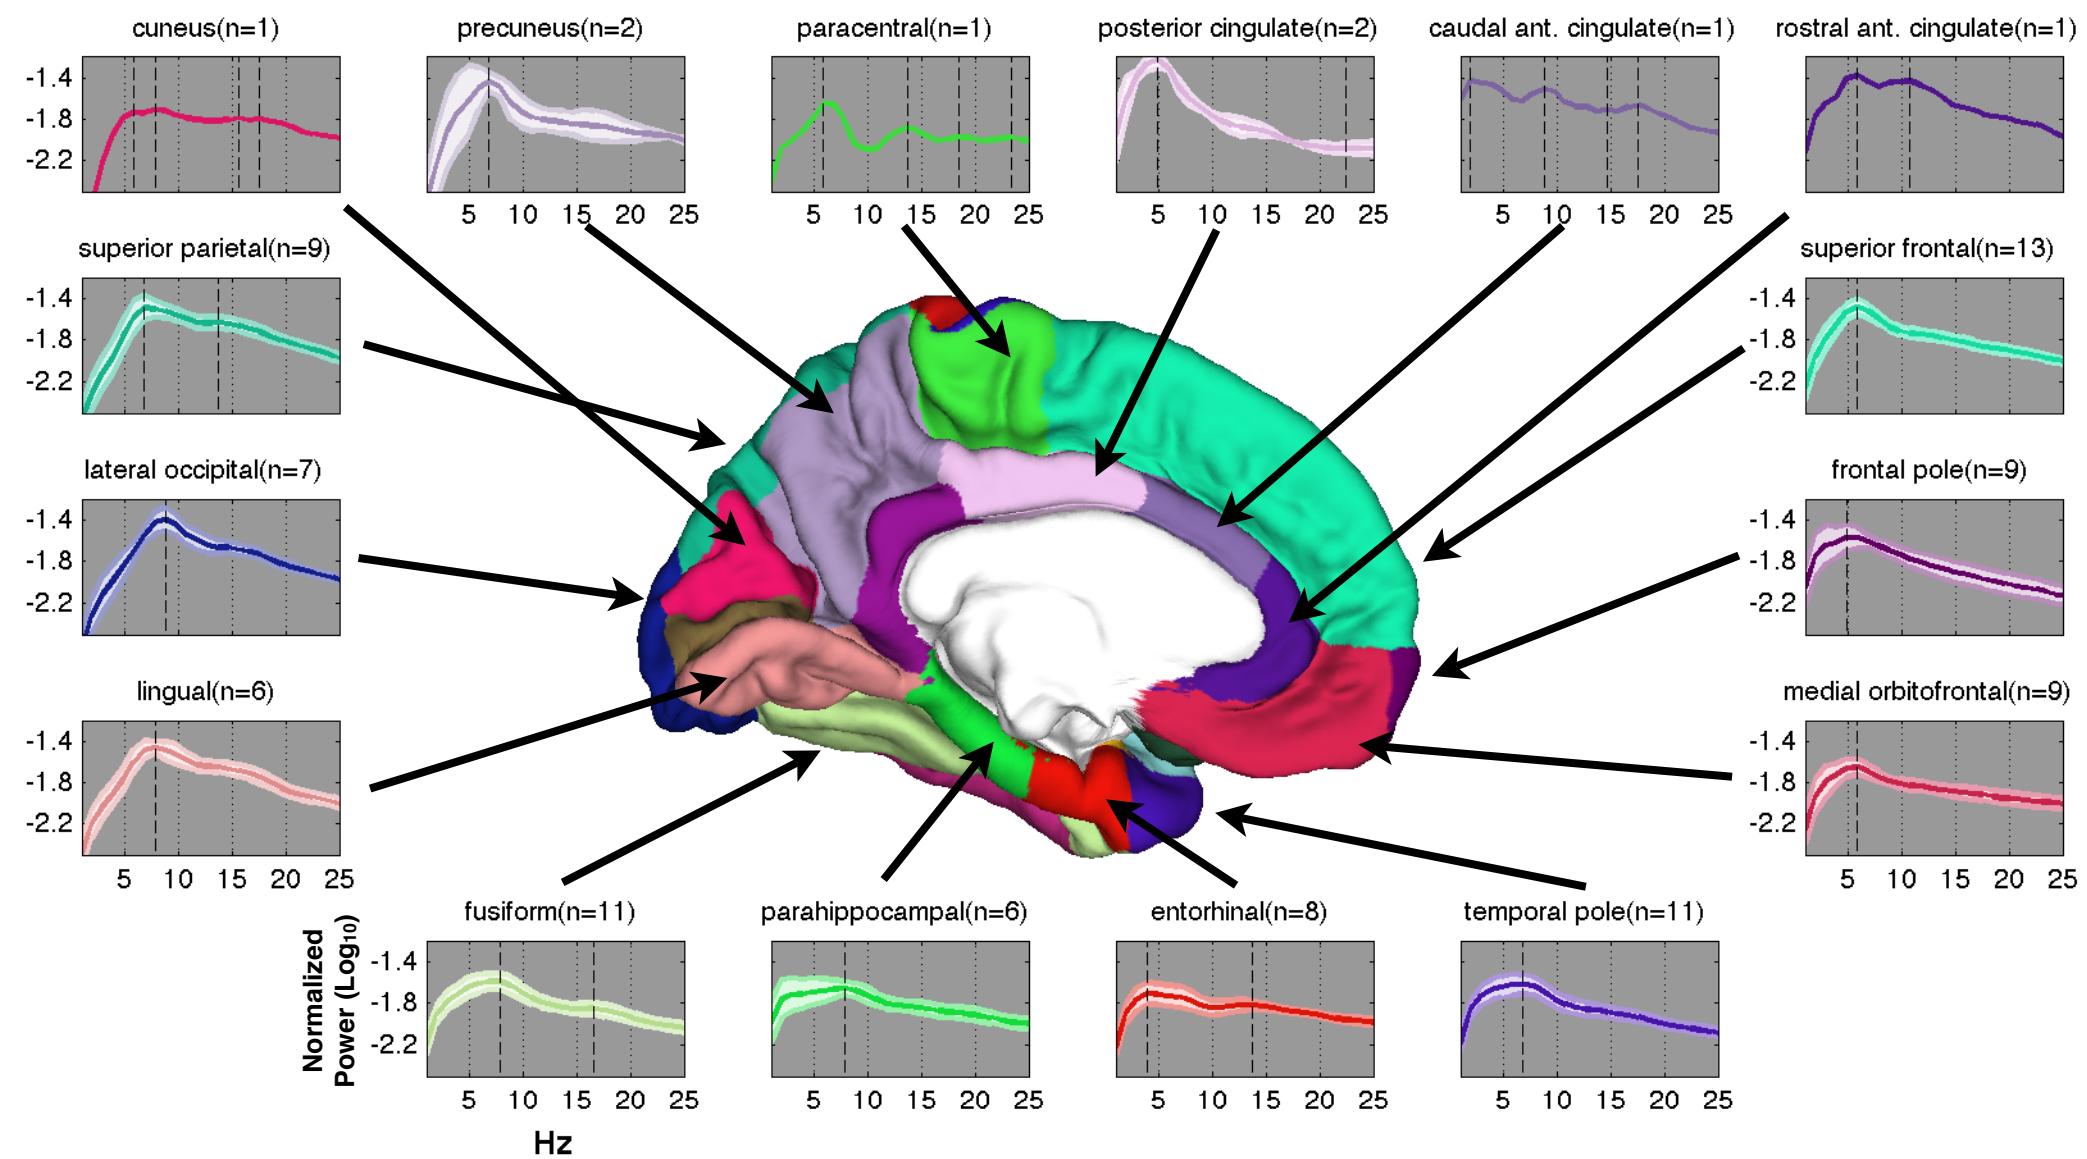 cuneus(n=1)
precuneus(n=2)
paracentral(n=1)
posterior cingulate(n=2)
caudal ant. cingulate(n=1)
rostral ant. cingulate(n=1)
-1.4
-1.8
-2.2
5 10 15 20 25
5 10 15 20 25
5 10 15 20 25
5 10 15 20 25
superior parietal(n=9)
-1.4
-1.8
-2.2
superior frontal(n=13)
-1.4
-1.8
-2.2
lateral occipital(n=7)
-1.4
-1.8
-2.2
frontal pole(n=9)
-1.4
-1.8
-2.2
lingual(n=6)
-1.4
-1.8
-2.2
5 10 15 20 25
medial orbitofrontal(n=9)
-1.4
-1.8
-2.2
5 10 15 20 25
fusiform(n=11)
parahippocampal(n=6)
entorhinal(n=8)
temporal pole(n=11)
Normalized
Power (Log10)
-1.4
-1.8
-2.2
5 10 15 20 25
5 10 15 20 25
5 10 15 20 25
5 10 15 20 25
Hz